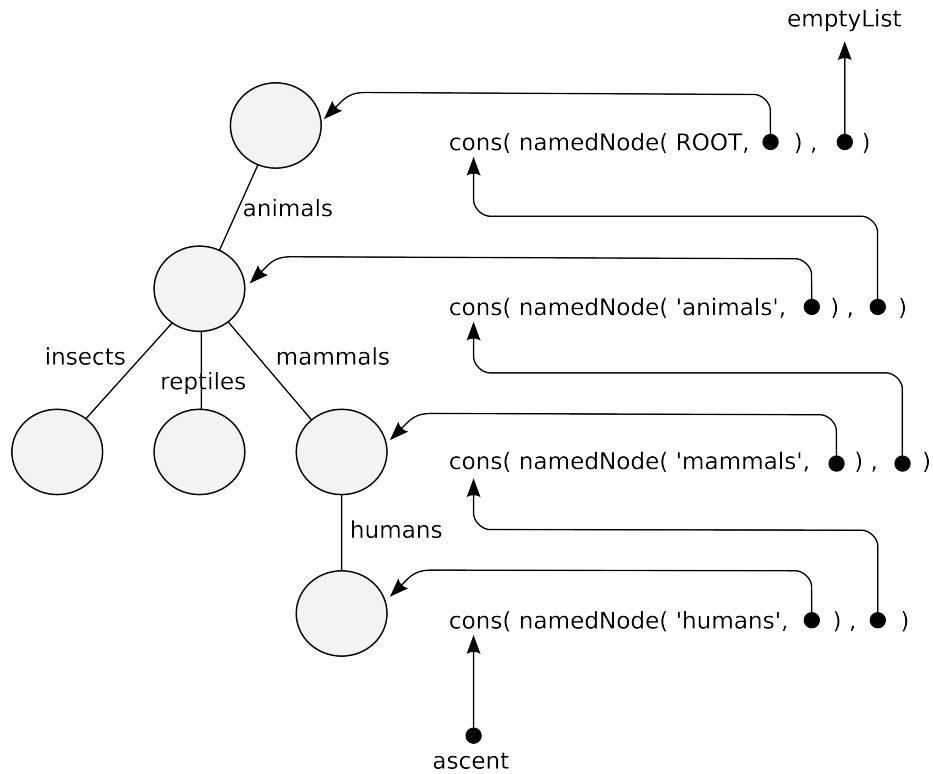 emptyList
cons( namedNode( ROOT, ) , )
animals
cons( namedNode( 'animals', ) , )
insects
reptiles
mammals
cons( namedNode( 'mammals', ) , )
humans
cons( namedNode( 'humans', ) , )
ascent